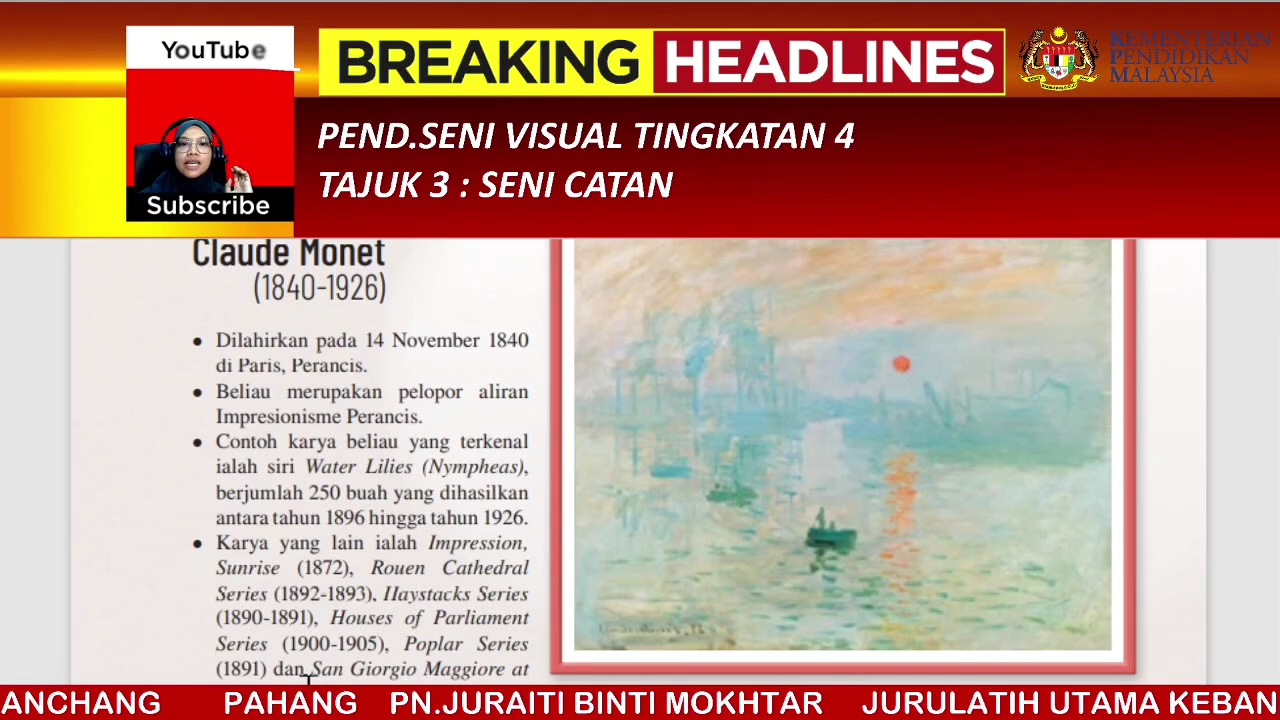 YouTube
Subscribe
BREAKING HEADLINES
KEMENTERIAN
PENDIDIKAN
MALAYSIA
PEND.SENI VISUAL TINGKATAN 4
TAJUK 3 : SENI CATAN
Claude Monet
(1840-1926)
• Dilahirkan pada 14 November 1840
di Paris, Perancis.
• Beliau merupakan pelopor aliran
Impresionisme Perancis.
• Contoh karya beliau yang terkenal
ialah siri Water Lilies (Nympheas),
berjumlah 250 buah yang dihasilkan
antara tahun 1896 hingga tahun 1926.
• Karya yang lain ialah Impression,
Sunrise (1872), Rouen Cathedral
Series (1892-1893), Haystacks Series
(1890-1891), Houses of Parliament
Series (1900-1905), Poplar Series
(1891) dan San Giorgio Maggiore at
ANCHANG PAHANG PN.JURAITI BINTI MOKHTAR JURULATIH UTAMA KEBAN